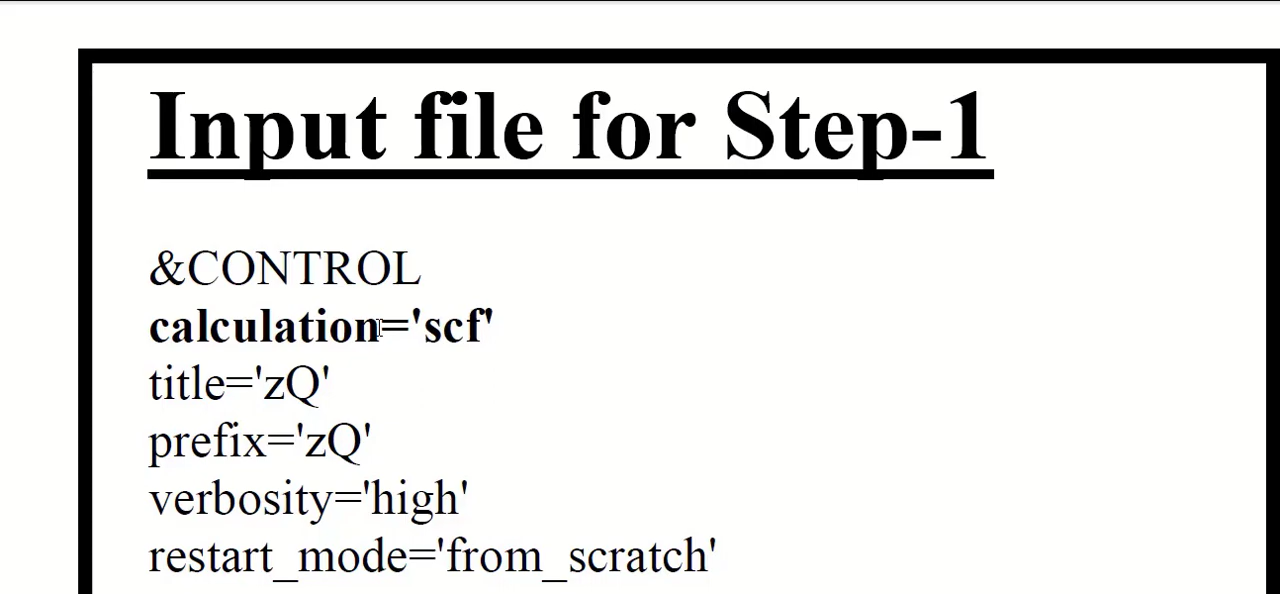 Input file for Step-1
&CONTROL
calculation='scf'
title='zQ'
prefix='zQ'
verbosity='high'
restart_mode='from_scratch'